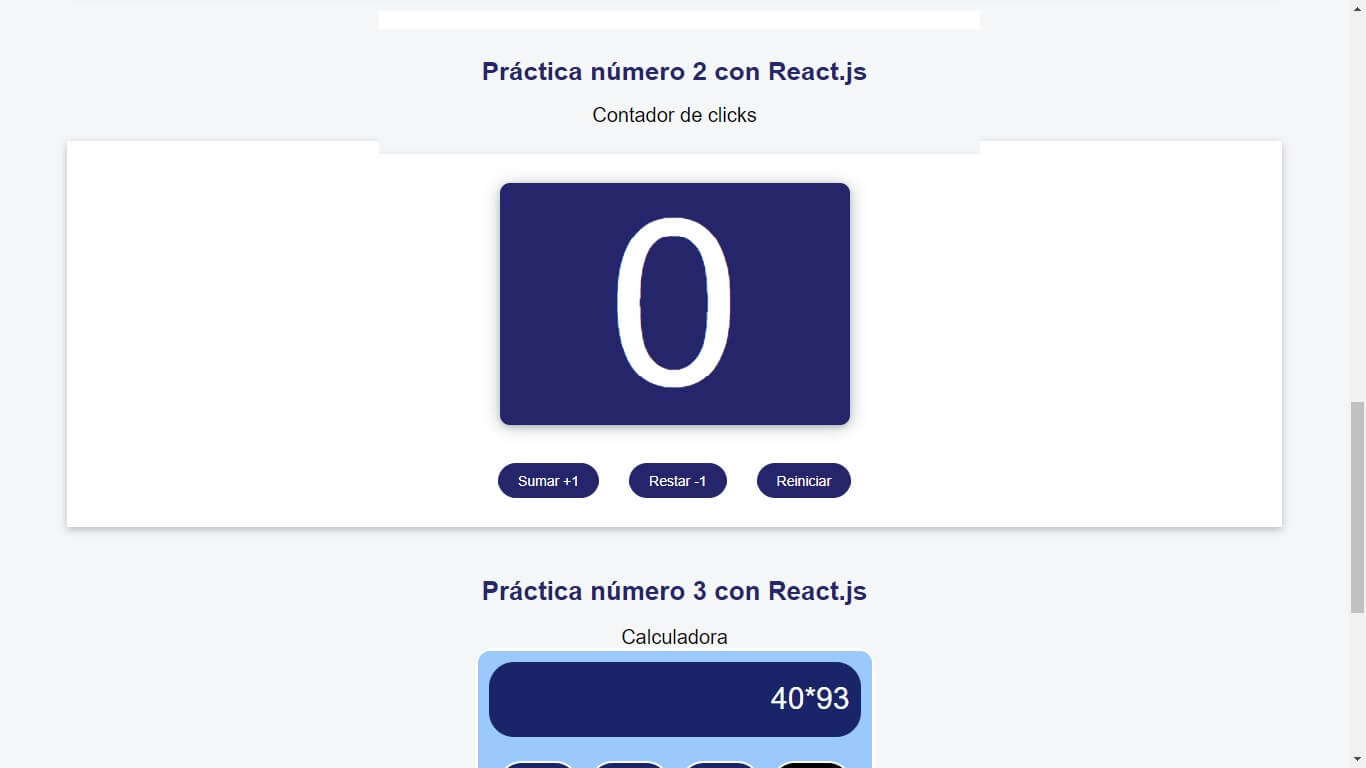 Práctica número 2 con React.js
Contador de clicks
0
Sumar +1 Restar -1 Reiniciar
Práctica número 3 con React.js
Calculadora
40*93